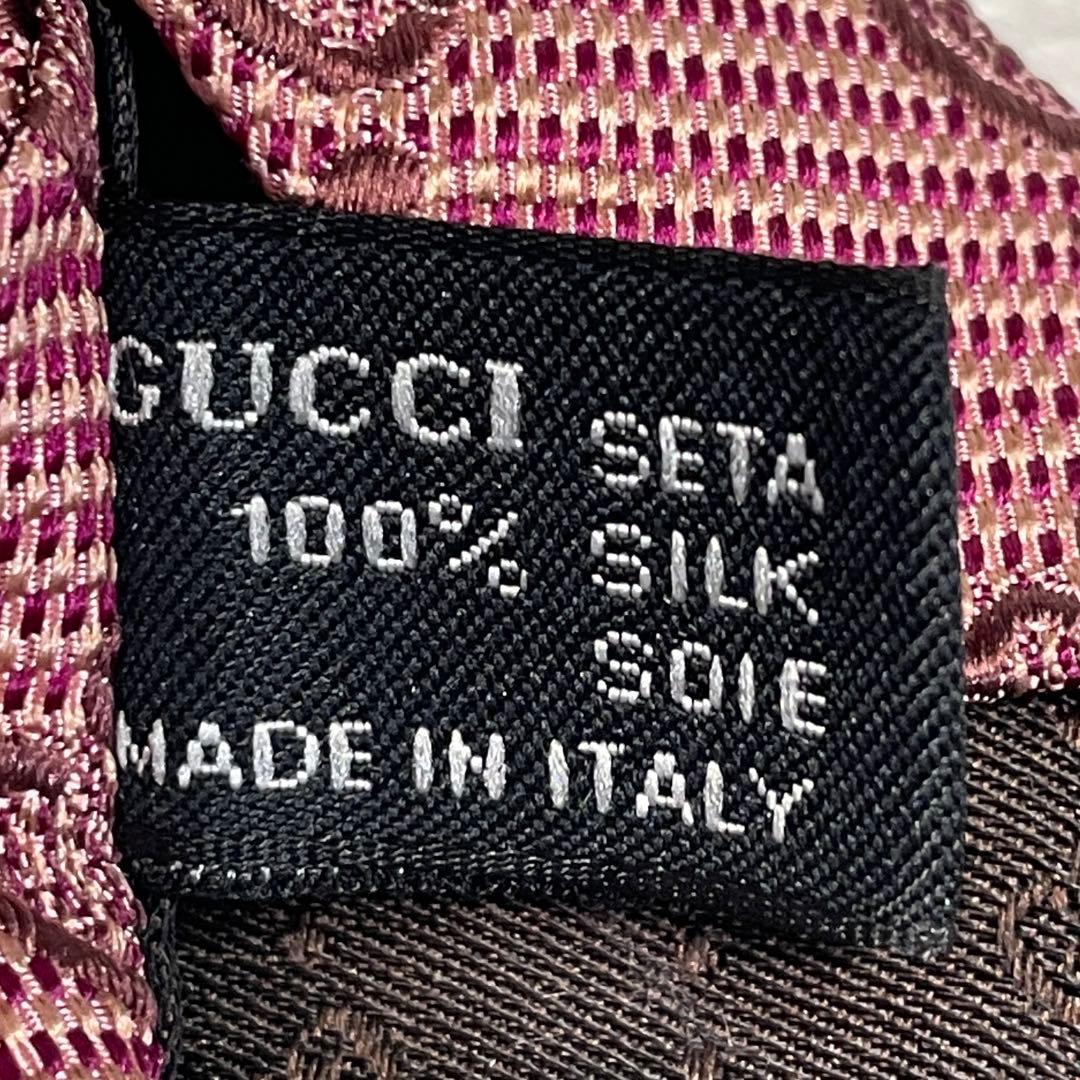 GUCCI
100%
SETA
SILK
SOIE
MADE IN ITALY